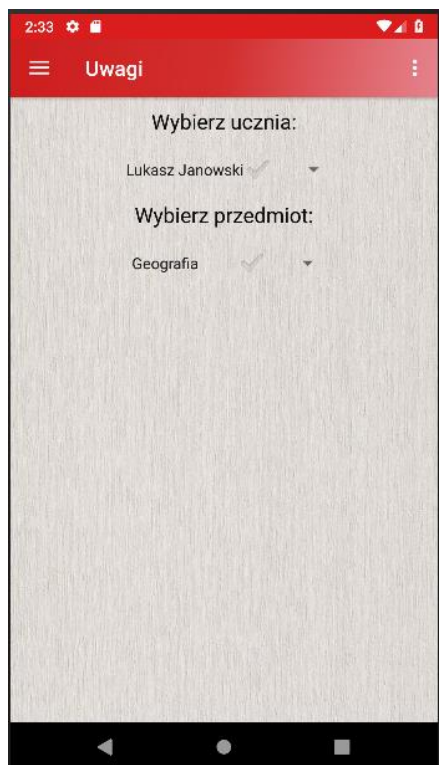 2:33
Uwagi
Wybierz ucznia:
Lukasz Janowski
Wybierz przedmiot:
Geografia